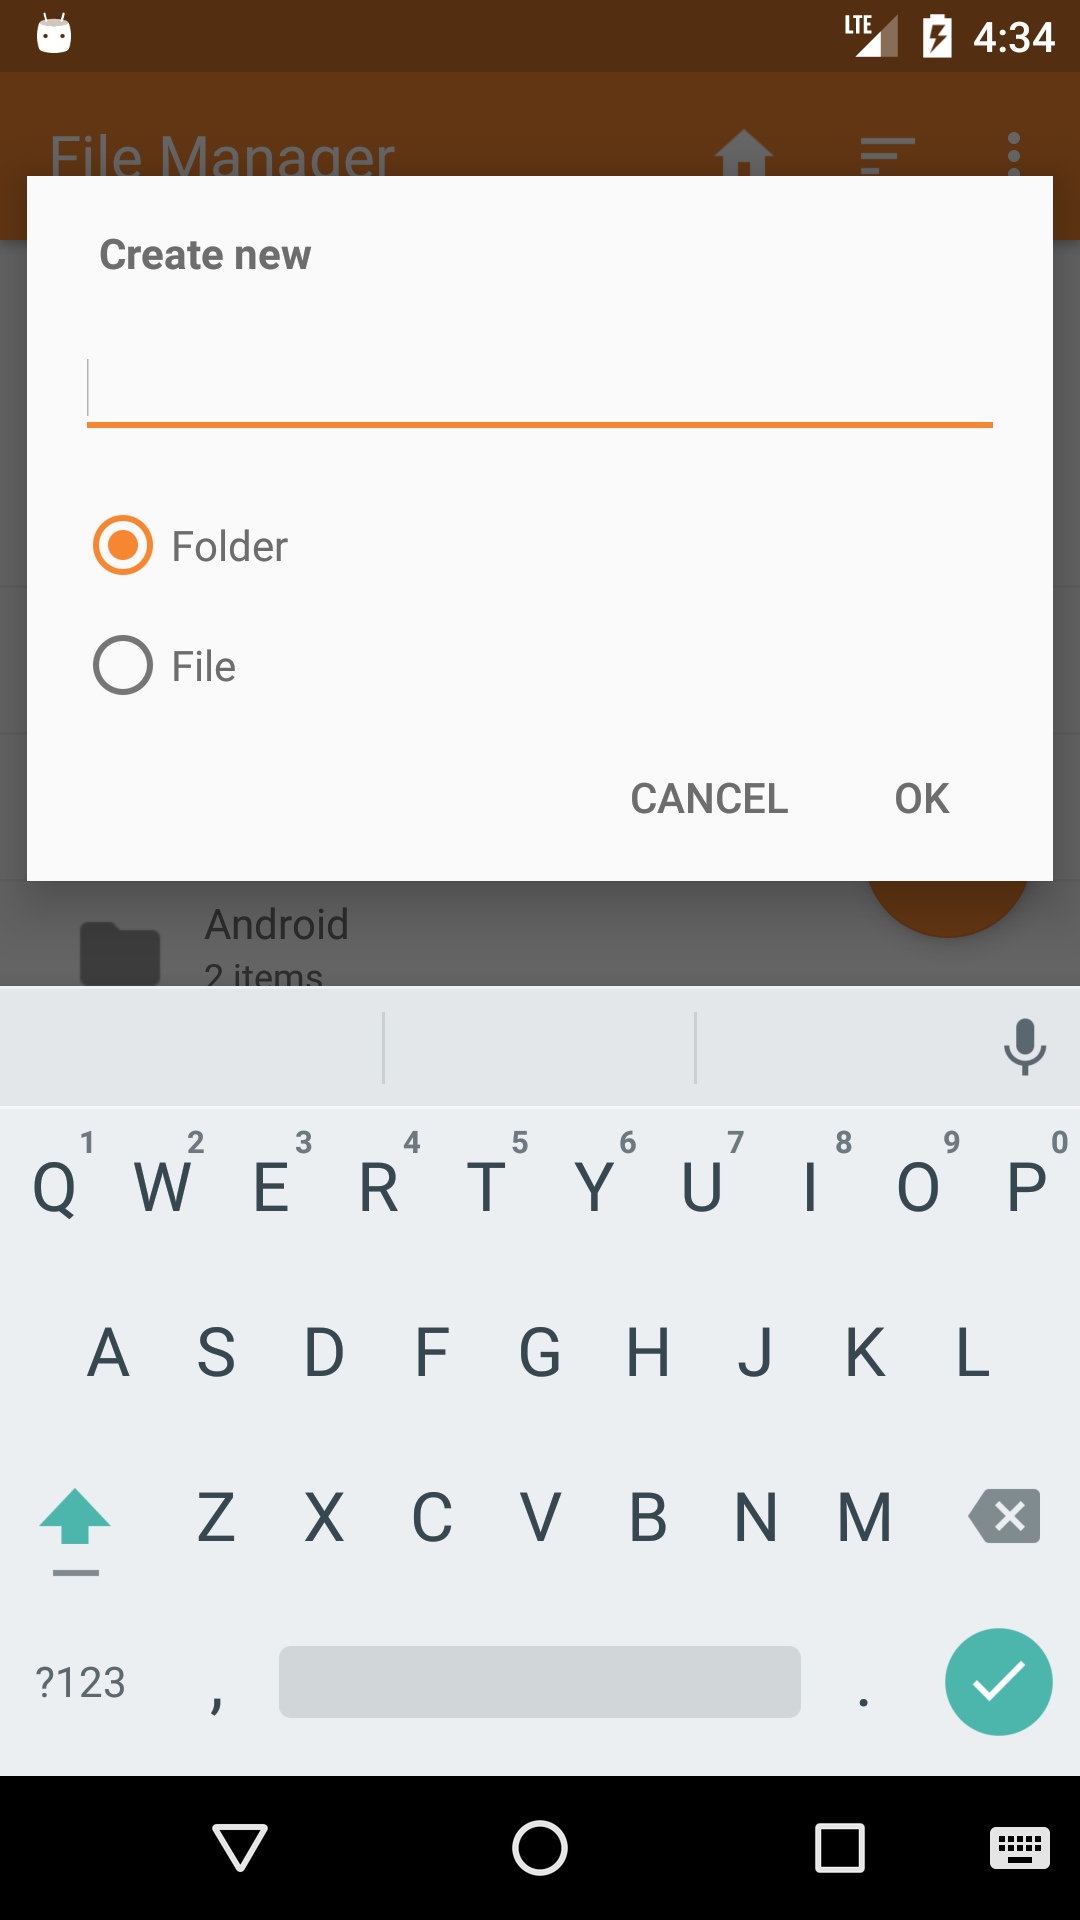 LTE 4:34
File Manager
Create new
Folder
File
CANCEL OK
Android
2 items
1 2 3 4 5 6 7 8 9 0
Q W E R T Y U I O P
A S D F G H J K L
Z X C V B N M
?123 , .